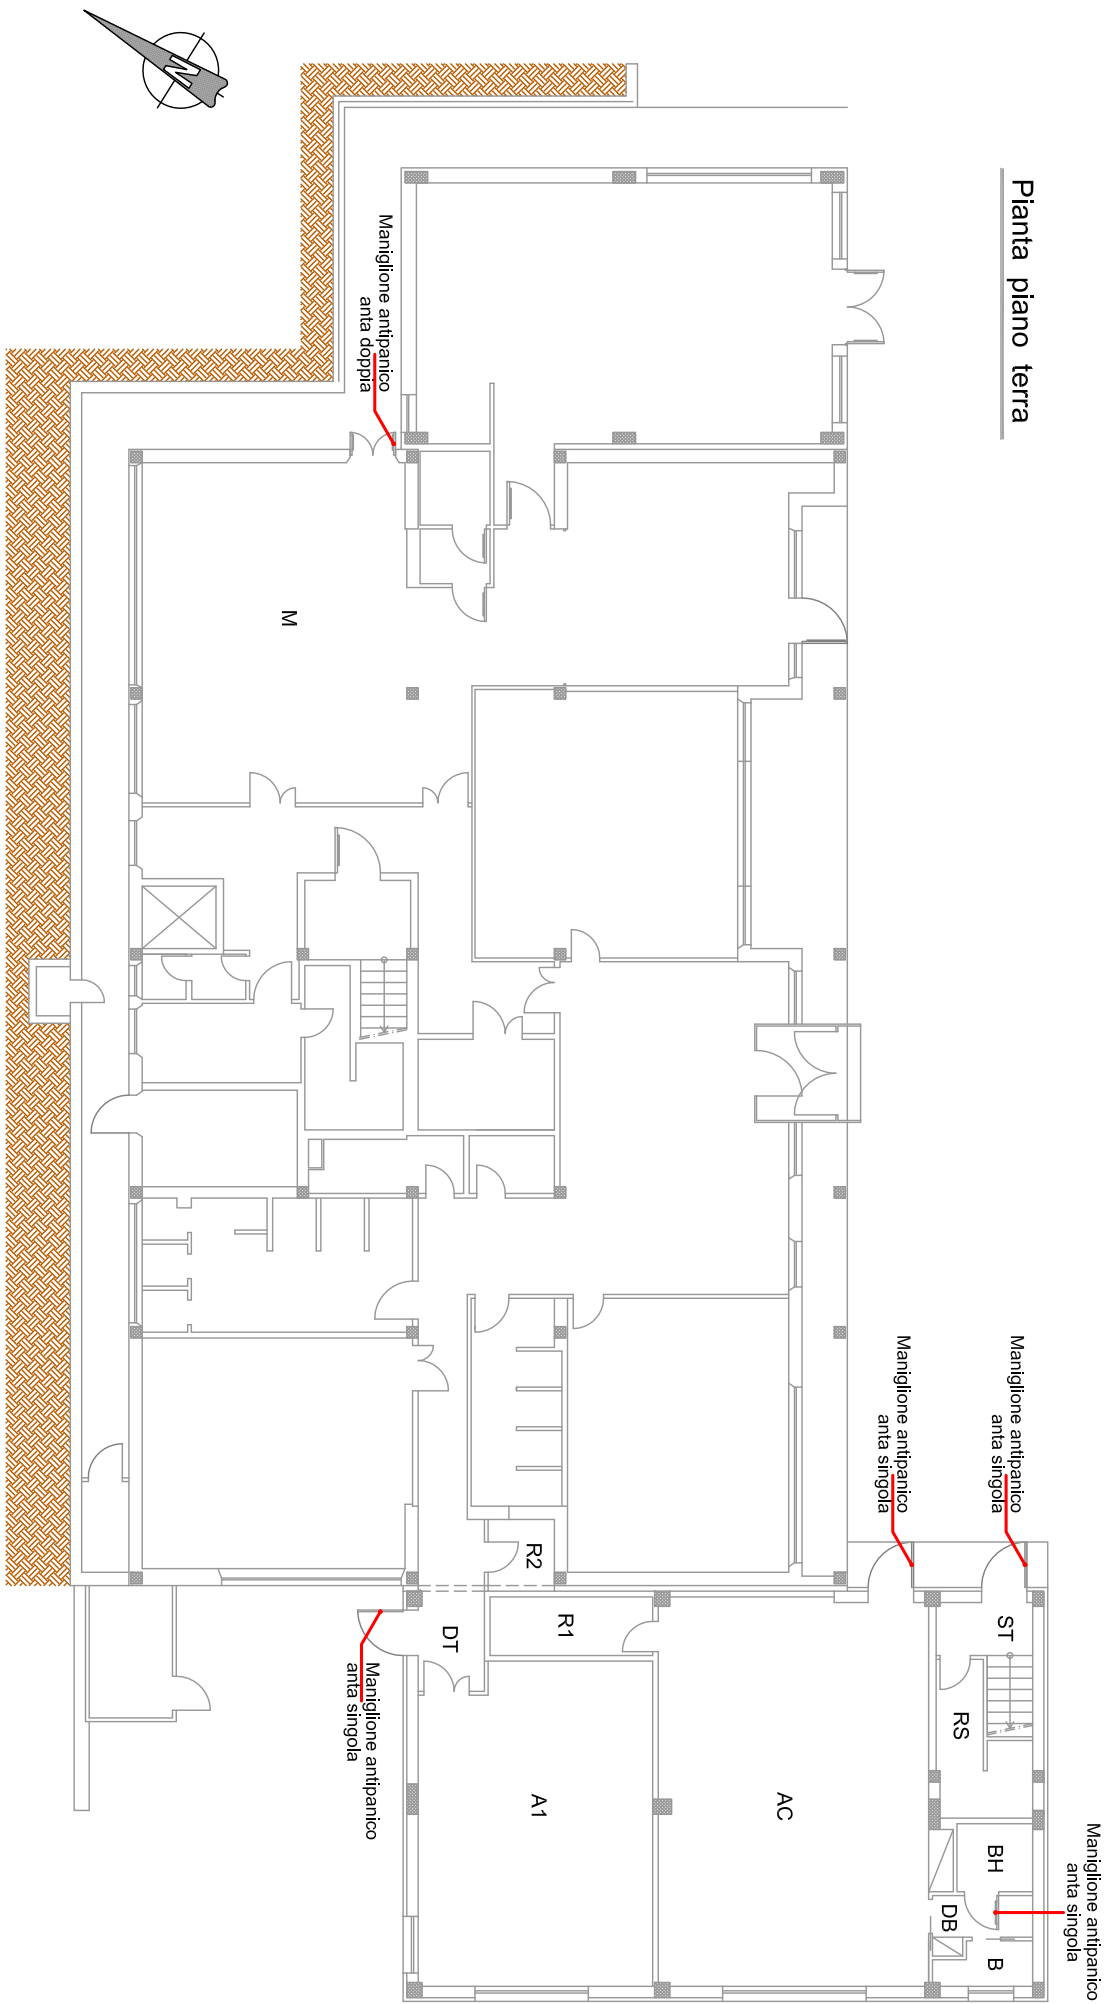 Pianta piano terra
N
Maniglione antipanico
anta doppia
M
Maniglione antipanico
anta singola
Maniglione antipanico
anta singola
R2
ST
R1
DT
Maniglione antipanico
anta singola
RS
A1
AC
BH
Maniglione antipanico
anta singola
DB
B